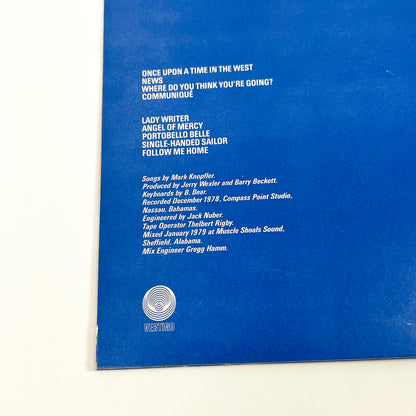 ONCE UPON A TIME IN THE WEST
NEWS
WHERE DO YOU THINK YOU'RE GOING?
COMMUNIQUÉ
LADY WRITER
ANGEL OF MERCY
PORTOBELLO BELLE
SINGLE-HANDED SAILOR
FOLLOW ME HOME
Songs by Mark Knopfler.
Produced by Jerry Wexler and Barry Beckett.
Keyboards by B. Bear.
Recorded December 1978, Compass Point Studio,
Nassau, Bahamas.
Engineered by Jack Nuber.
Tape Operator Thelbert Rigby.
Mixed January 1979 at Muscle Shoals Sound,
Sheffield, Alabama.
Mix Engineer Gregg Hamm.
VERTIGO